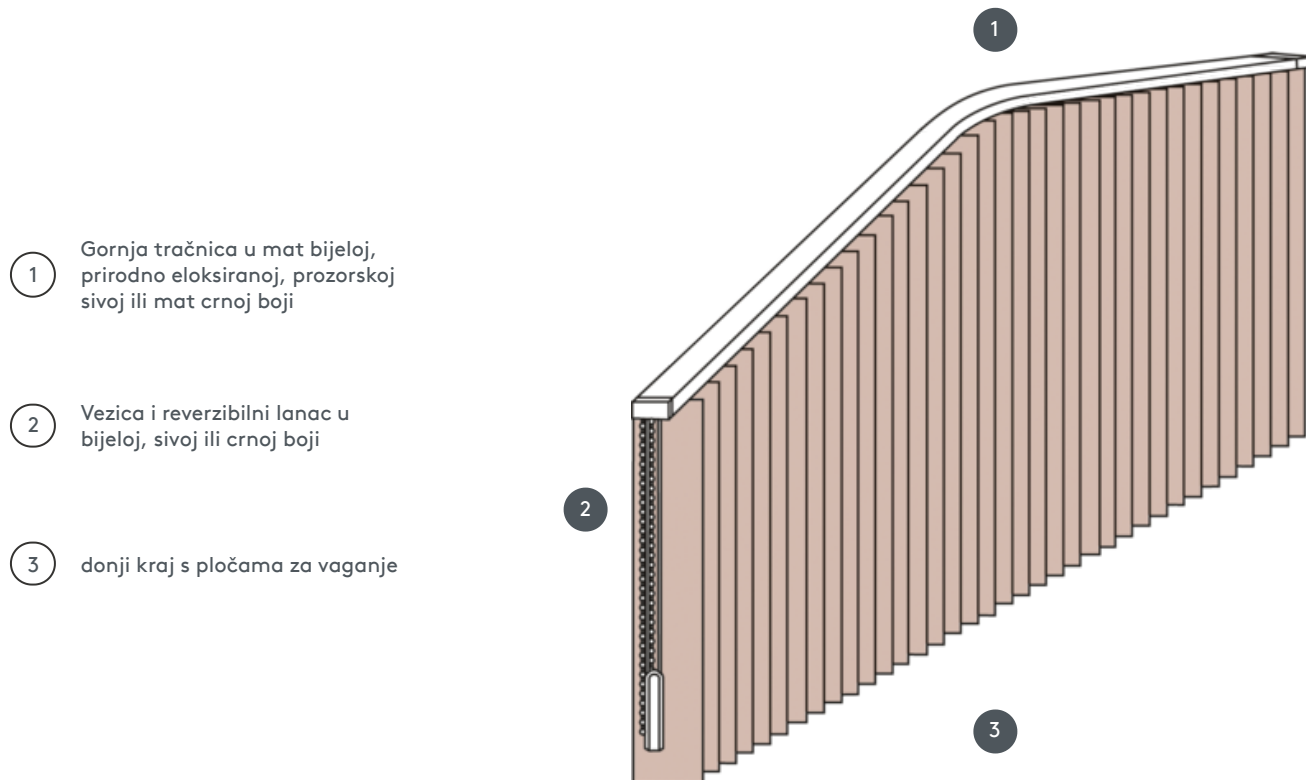 1
1
Gornja tračnica u mat bijeloj,
prirodno eloksiranoj, prozorskoj
sivoj ili mat crnoj boji
2
Vezica i reverzibilni lanac u
bijeloj, sivoj ili crnoj boji
2
3
donji kraj s pločama za vaganje
3